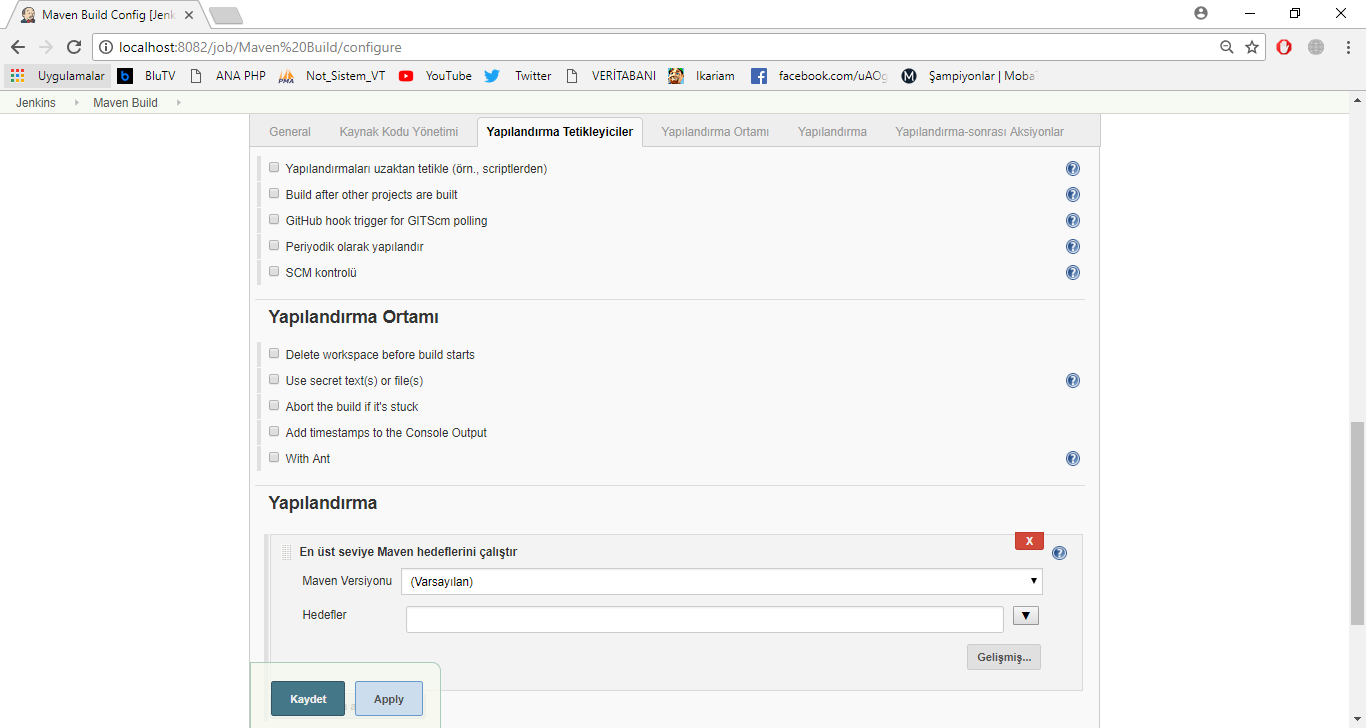 Maven Build Config [Jenk
localhost:8082/job/Maven%20Build/configure
Uygulamalar b BluTV ANA PHP PMA Not_Sistem_VT YouTube Twitter VERİTABANI Ikariam facebook.com/uAOg M Şampiyonlar | Moba
Jenkins Maven Build
General Kaynak Kodu Yönetimi Yapılandırma Tetikleyiciler Yapılandırma Ortamı Yapılandırma Yapılandırma-sonrası Aksiyonlar
Yapılandırmaları uzaktan tetikle (örn., scriptlerden)
Build after other projects are built
GitHub hook trigger for GITScm polling
Periyodik olarak yapılandır
SCM kontrolü
Yapılandırma Ortamı
Delete workspace before build starts
Use secret text(s) or file(s)
Abort the build if it's stuck
Add timestamps to the Console Output
With Ant
Yapılandırma
X
En üst seviye Maven hedeflerini çalıştır
Maven Versiyonu (Varsayılan)
Hedefler
Gelişmiş...
Kaydet Apply